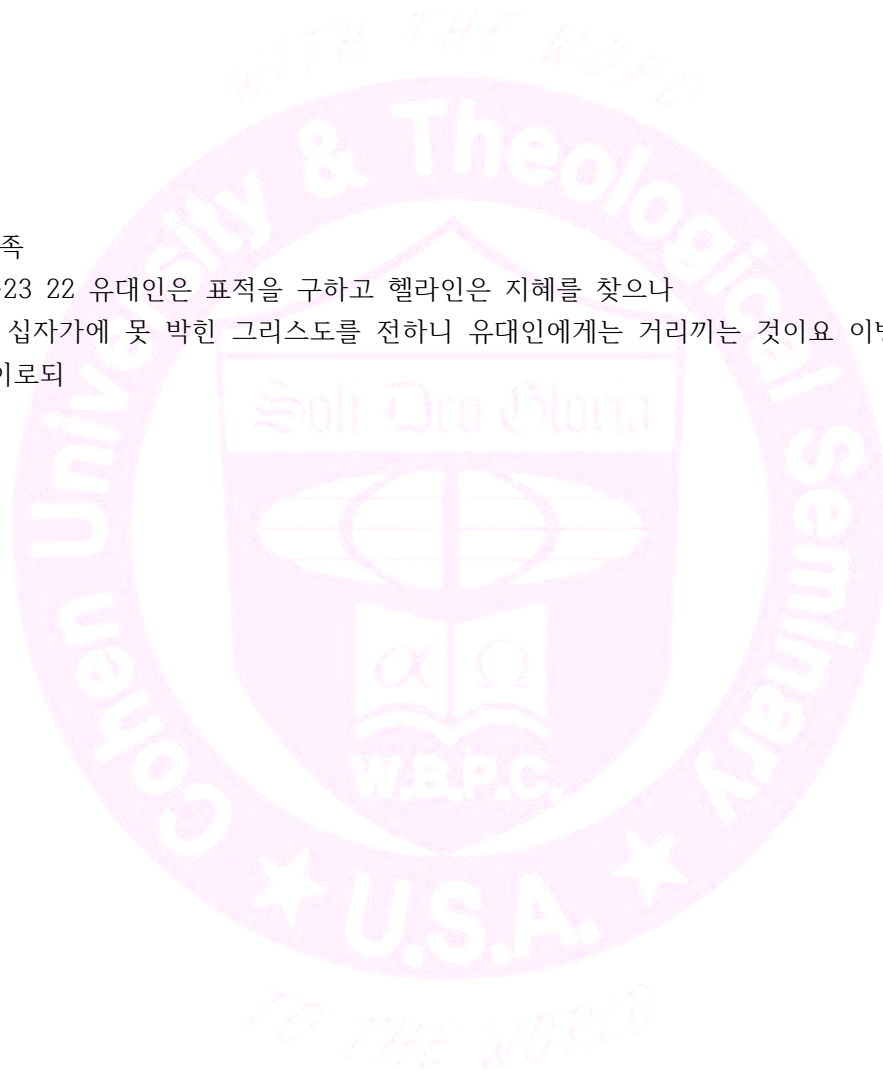 WITH THE WORD
Cohen University & Theological Seminary
족
23 22 유대인은 표적을 구하고 헬라인은 지혜를 찾으나
십자가에 못 박힌 그리스도를 전하니 유대인에게는 거리끼는 것이요
이로되
Soli Deo Gloria
α Ω
W.B.P.C.
★ U.S.A. ★
TO THE WORLD